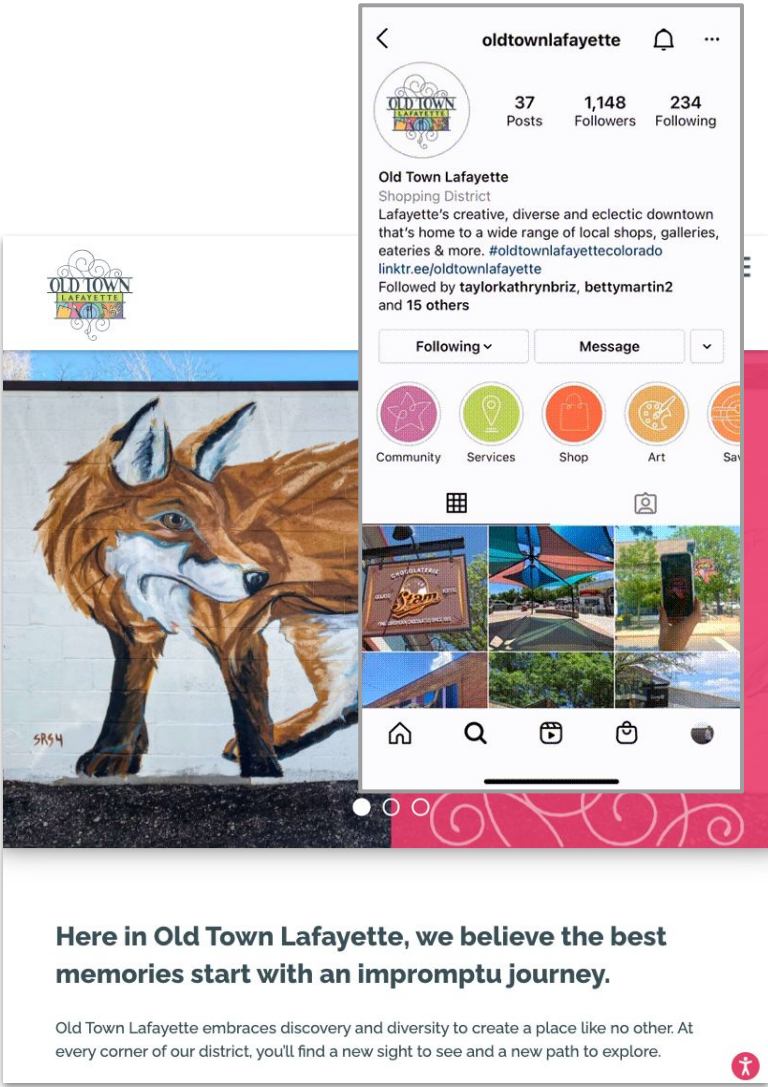 oldtownlafayette
OLD TOWN
LAFAYETTE
37
Posts
1,148
Followers
234
Following
Old Town Lafayette
Shopping District
Lafayette's creative, diverse and eclectic downtown
that's home to a wide range of local shops, galleries,
eateries & more. #oldtownlafayettecolorado
linktr.ee/oldtownlafayette
Followed by taylorkathrynbriz, bettymartin2
and 15 others
Following
Message
Community
Services
Shop
Art
CHOCOLATERIE
Stam
OLD TOWN
LAFAYETTE
SRSY
Here in Old Town Lafayette, we believe the best
memories start with an impromptu journey.
Old Town Lafayette embraces discovery and diversity to create a place like no other. At
every corner of our district, you'll find a new sight to see and a new path to explore.